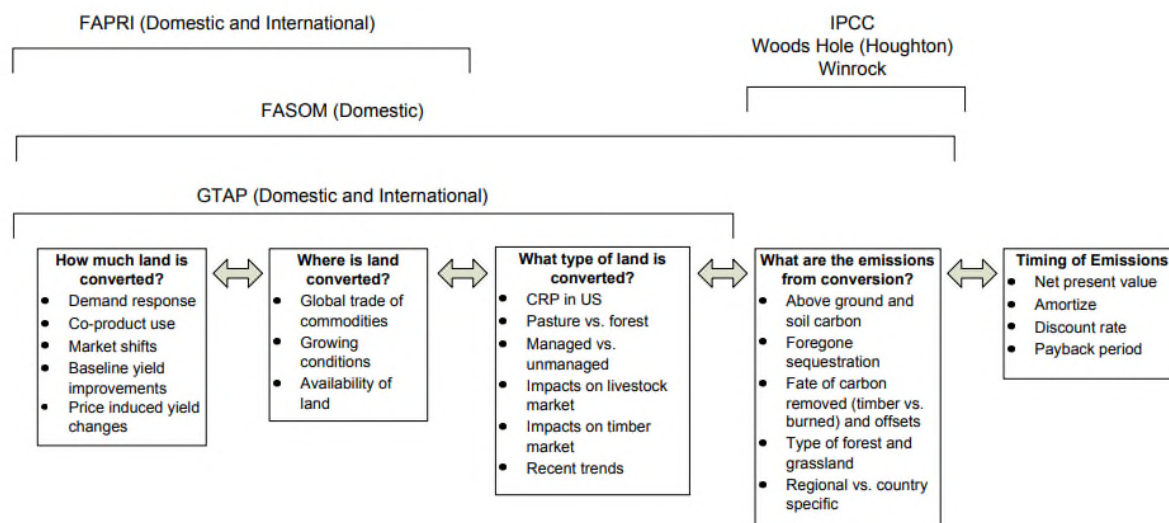 FAPRI (Domestic and International)
IPCC
Woods Hole (Houghton)
Winrock
FASOM (Domestic)
GTAP (Domestic and International)
How much land is
converted?
• Demand response
• Co-product use
• Market shifts
• Baseline yield
improvements
• Price induced yield
changes
Where is land
converted?
• Global trade of
commodities
• Growing
conditions
• Availability of
land
What type of land is
converted?
• CRP in US
• Pasture vs. forest
• Managed vs.
unmanaged
• Impacts on livestock
market
• Impacts on timber
market
• Recent trends
What are the emissions
from conversion?
• Above ground and
soil carbon
• Foregone
sequestration
• Fate of carbon
removed (timber vs.
burned) and offsets
• Type of forest and
grassland
• Regional vs. country
specific
Timing of Emissions
• Net present value
• Amortize
• Discount rate
• Payback period